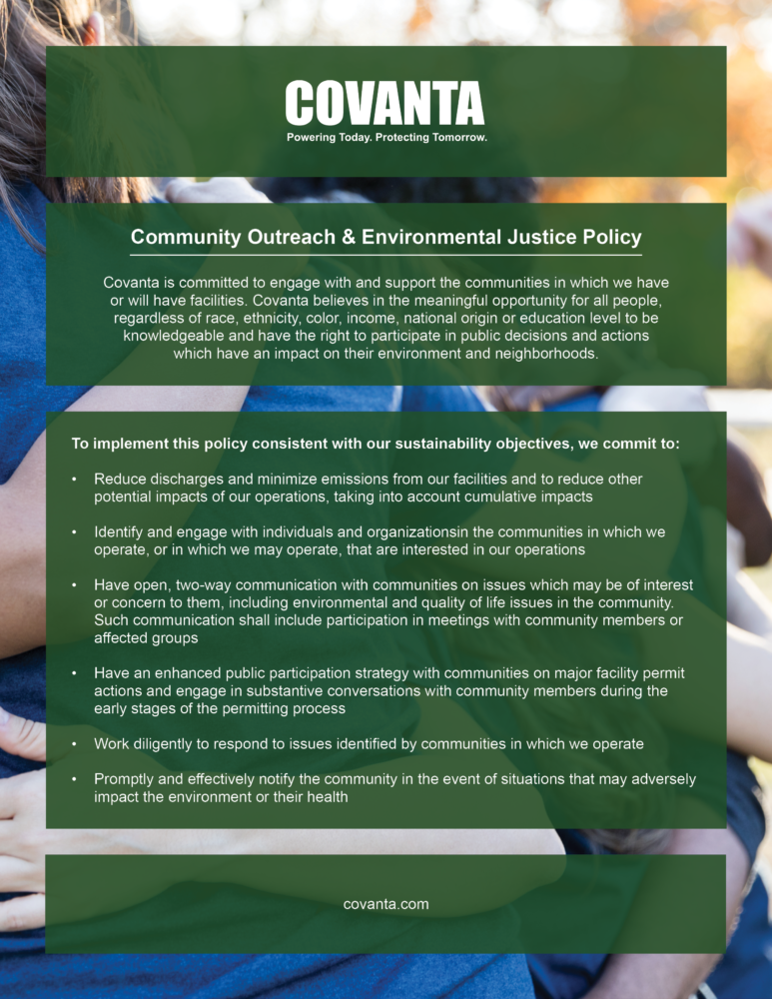 COVANTA
Powering Today. Protecting Tomorrow.
Community Outreach & Environmental Justice Policy
Covanta is committed to engage with and support the communities in which we have
or will have facilities. Covanta believes in the meaningful opportunity for all people,
regardless of race, ethnicity, color, income, national origin or education level to be
knowledgeable and have the right to participate in public decisions and actions
which have an impact on their environment and neighborhoods.
To implement this policy consistent with our sustainability objectives, we commit to:
• Reduce discharges and minimize emissions from our facilities and to reduce other
potential impacts of our operations, taking into account cumulative impacts
• Identify and engage with individuals and organizationsin the communities in which we
operate, or in which we may operate, that are interested in our operations
• Have open, two-way communication with communities on issues which may be of interest
or concern to them, including environmental and quality of life issues in the community.
Such communication shall include participation in meetings with community members or
affected groups
• Have an enhanced public participation strategy with communities on major facility permit
actions and engage in substantive conversations with community members during the
early stages of the permitting process
• Work diligently to respond to issues identified by communities in which we operate
• Promptly and effectively notify the community in the event of situations that may adversely
impact the environment or their health
covanta.com